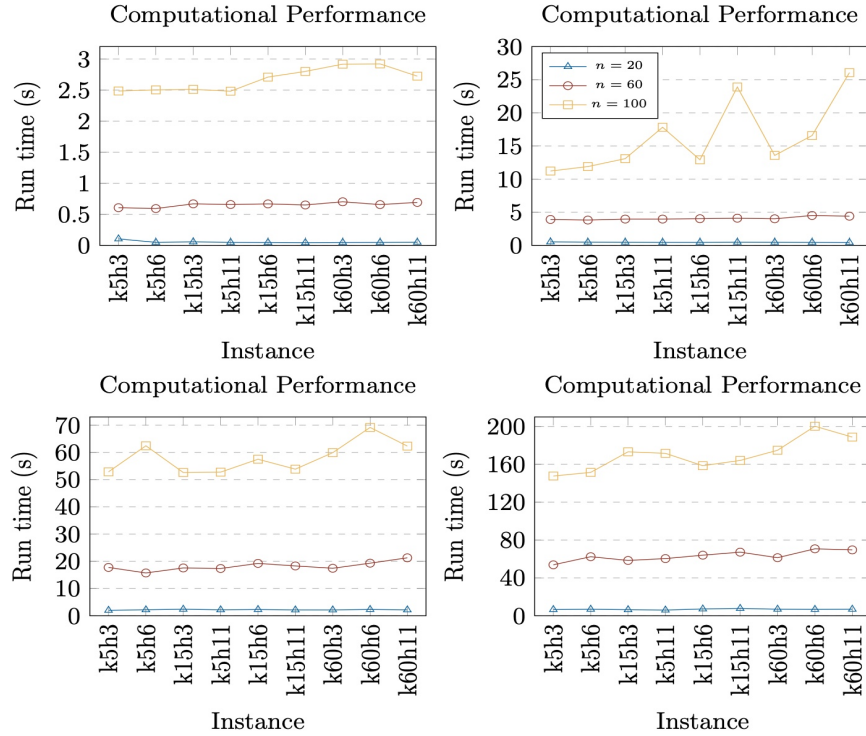 Computational Performance
Run time (s)
3
2.5
2
1.5
1
0.5
0
k5h3
k5h6
k15h3
k5h11
k15h6
k15h11
k60h3
k60h6
k60h11
Instance
Computational Performance
Run time (s)
30
25
20
15
10
5
0
n = 20
n = 60
n = 100
k5h3
k5h6
k15h3
k5h11
k15h6
k15h11
k60h3
k60h6
k60h11
Instance
Computational Performance
Run time (s)
70
60
50
40
30
20
10
0
k5h3
k5h6
k15h3
k5h11
k15h6
k15h11
k60h3
k60h6
k60h11
Instance
Computational Performance
Run time (s)
200
160
120
80
40
0
k5h3
k5h6
k15h3
k5h11
k15h6
k15h11
k60h3
k60h6
k60h11
Instance